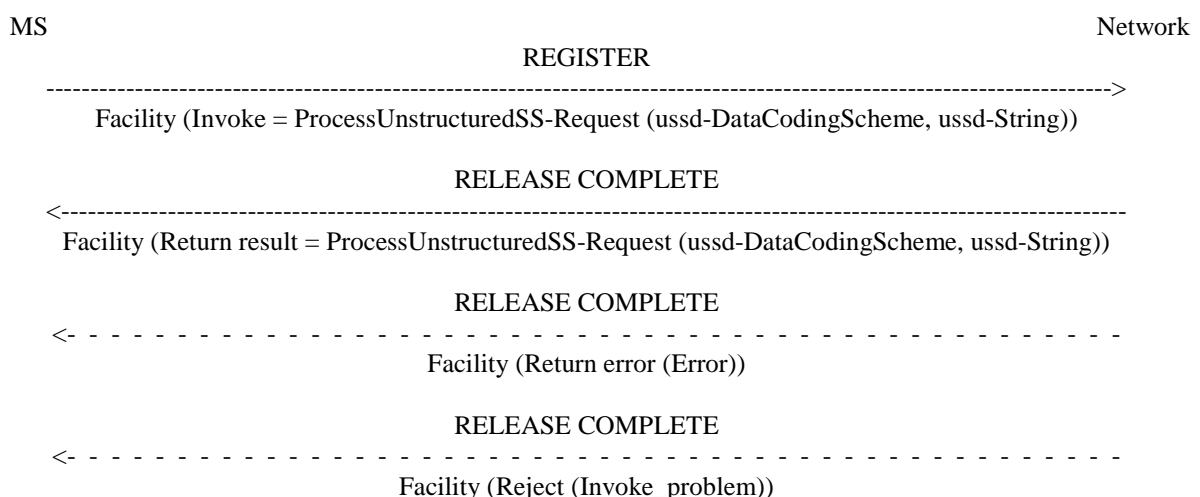 MS Network
REGISTER
------------------------------------------------------------------------------------------------------------------------>
Facility (Invoke = ProcessUnstructuredSS-Request (ussd-DataCodingScheme, ussd-String))
RELEASE COMPLETE
<------------------------------------------------------------------------------------------------------------------------
Facility (Return result = ProcessUnstructuredSS-Request (ussd-DataCodingScheme, ussd-String))
RELEASE COMPLETE
<- - - - - - - - - - - - - - - - - - - - - - - - - - - - - - - - - - - - - - - - - - - - - - - -
Facility (Return error (Error))
RELEASE COMPLETE
<- - - - - - - - - - - - - - - - - - - - - - - - - - - - - - - - - - - - - - - - - - - - - - - -
Facility (Reject (Invoke_problem))